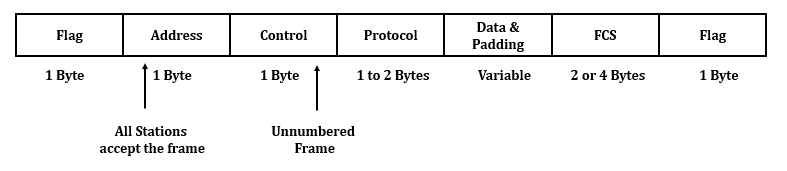 Flag Address Control Protocol Data & Padding FCS Flag
1 Byte 1 Byte 1 Byte 1 to 2 Bytes Variable 2 or 4 Bytes 1 Byte
All Stations
accept the frame
Unnumbered
Frame